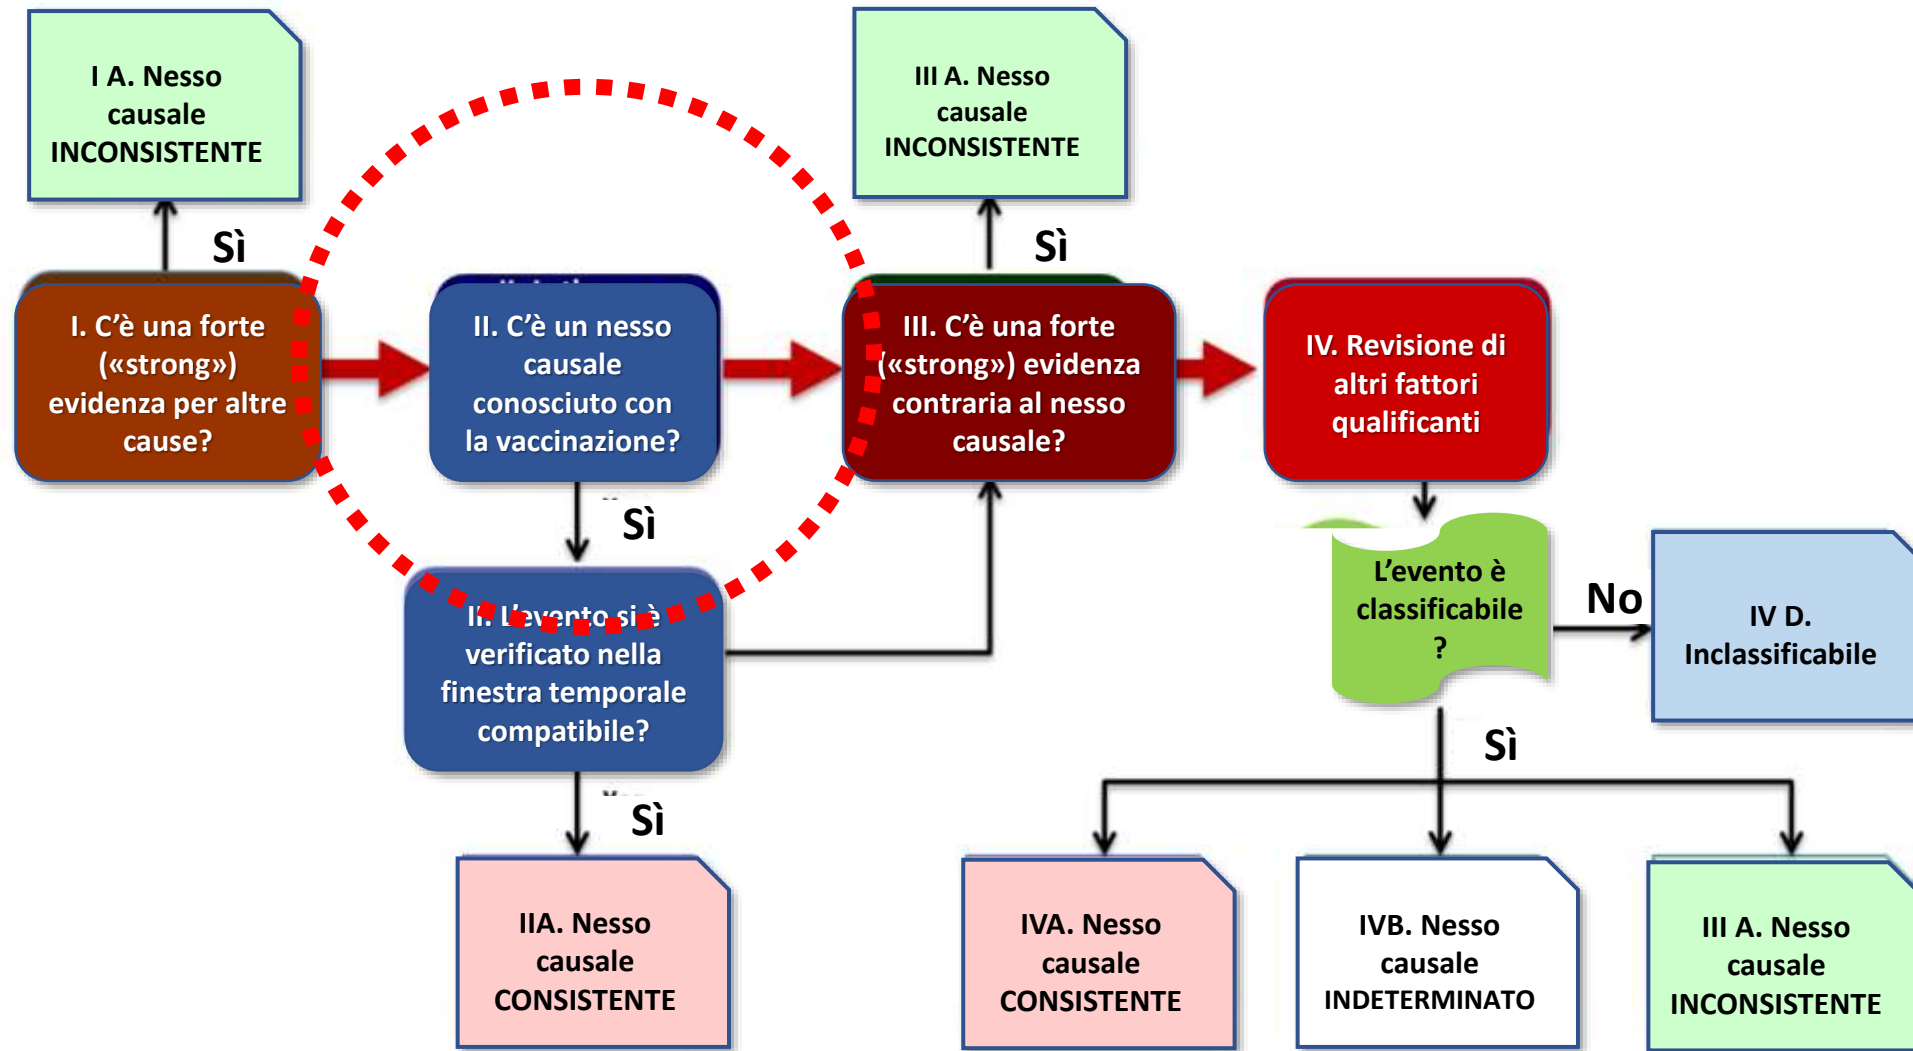 I A. Nesso
causale
INCONSISTENTE
III A. Nesso
causale
INCONSISTENTE
Sì
Sì
I. C'è una forte
(«strong»)
evidenza per altre
cause?
II. C'è un nesso
causale
conosciuto con
la vaccinazione?
III. C'è una forte
(«strong») evidenza
contraria al nesso
causale?
IV. Revisione di
altri fattori
qualificanti
Sì
II. L'evento si è
verificato nella
finestra temporale
compatibile?
L'evento è
classificabile
?
No
IV D.
Inclassificabile
Sì
Sì
IIA. Nesso
causale
CONSISTENTE
IVA. Nesso
causale
CONSISTENTE
IVB. Nesso
causale
INDETERMINATO
III A. Nesso
causale
INCONSISTENTE